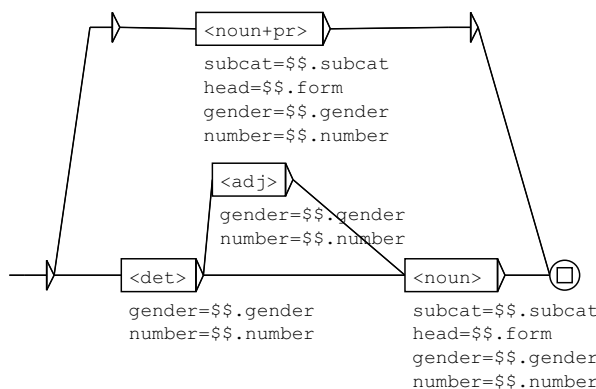 <noun+pr>
subcat=$$.subcat
head=$$.form
gender=$$.gender
number=$$.number
<adj>
gender=$$.gender
number=$$.number
<det>
gender=$$.gender
number=$$.number
<noun>
subcat=$$.subcat
head=$$.form
gender=$$.gender
number=$$.number